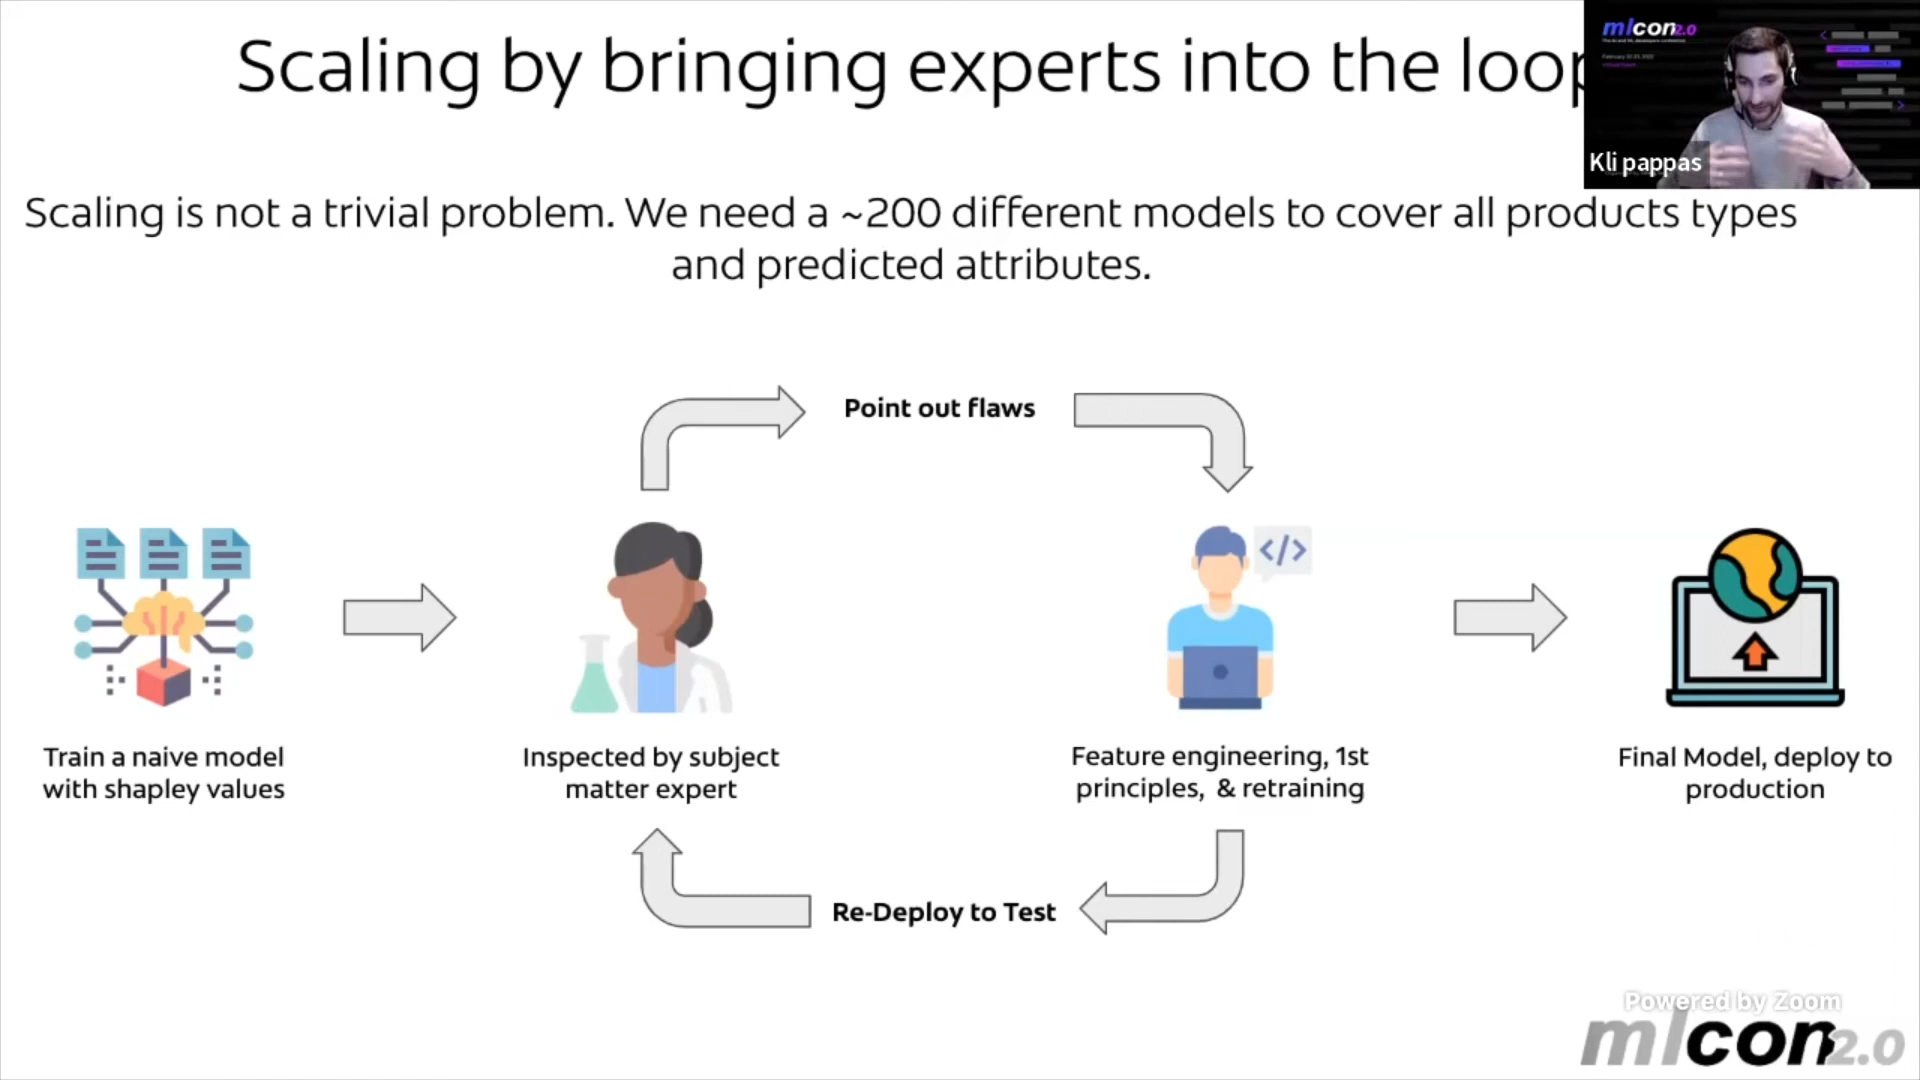 Scaling by bringing experts into the loop
mlcon2.0
Kli pappas
Scaling is not a trivial problem. We need a ~200 different models to cover all products types
and predicted attributes.
Point out flaws
</>
Train a naive model
with shapley values
Inspected by subject
matter expert
Feature engineering, 1st
principles, & retraining
Final Model, deploy to
production
Re-Deploy to Test
Powered by Zoom
mlcon2.0